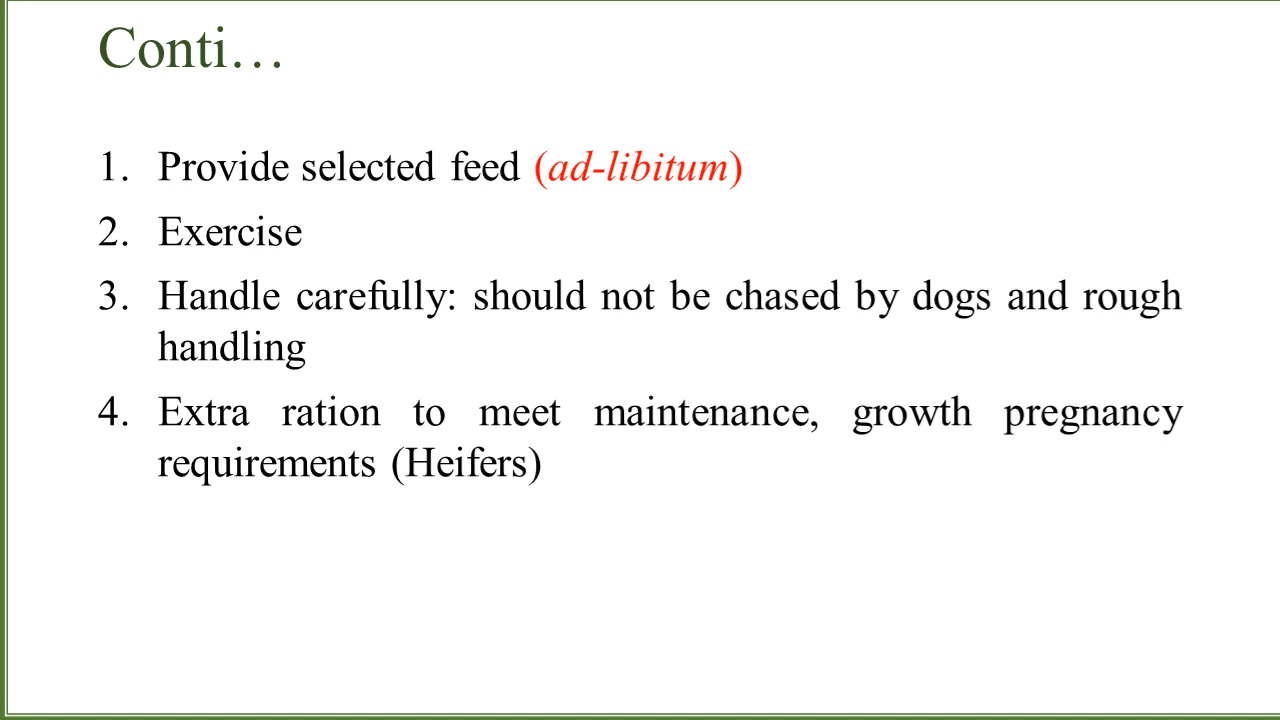 Conti…
1. Provide selected feed (ad-libitum)
2. Exercise
3. Handle carefully: should not be chased by dogs and rough
handling
4. Extra ration to meet maintenance, growth pregnancy
requirements (Heifers)